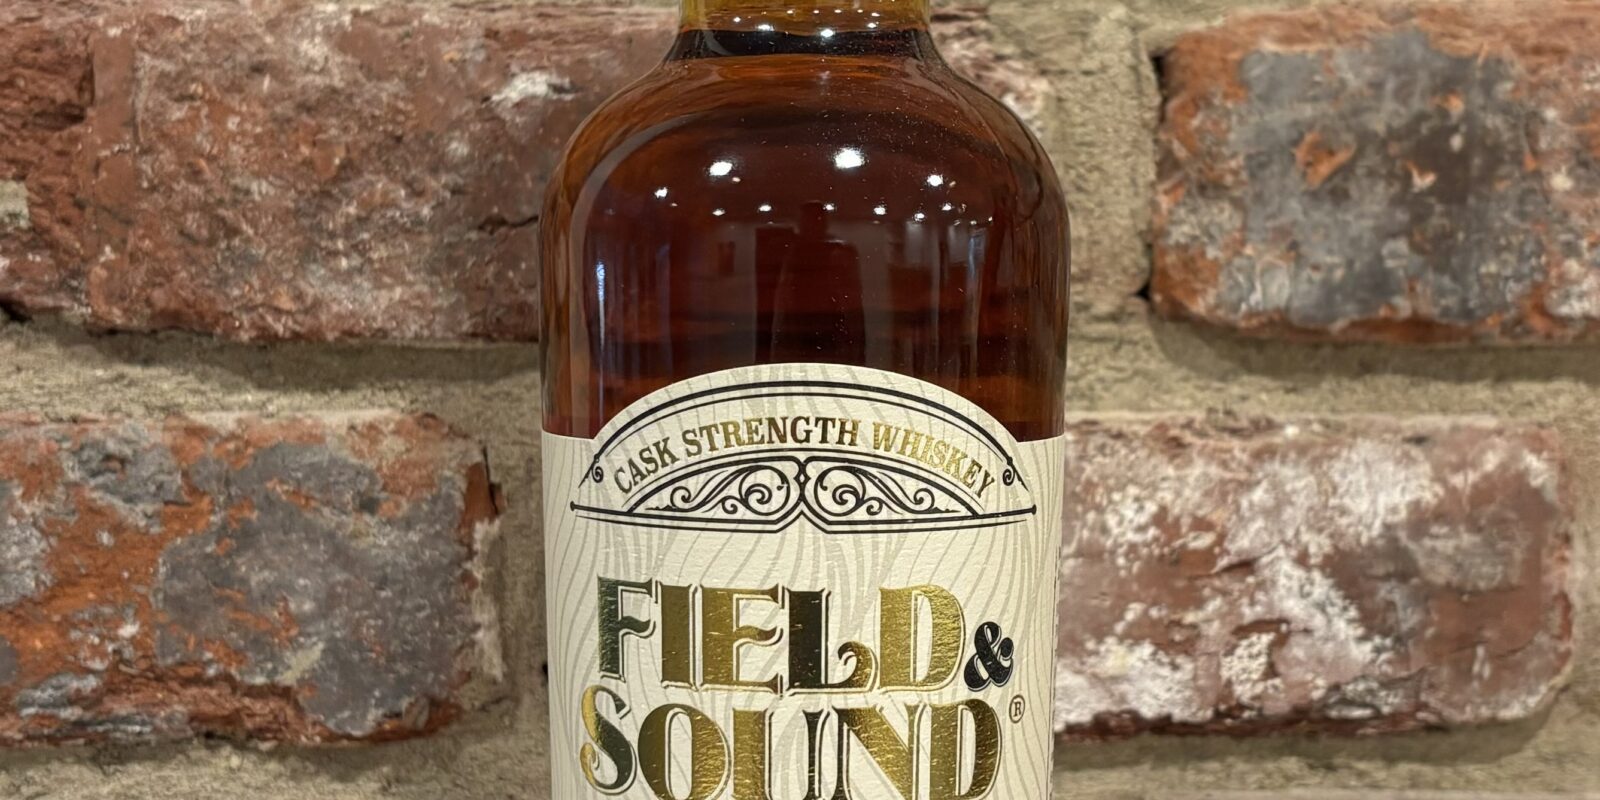 CASK STRENGTH WHISKEY
FIELD &
SOUND®